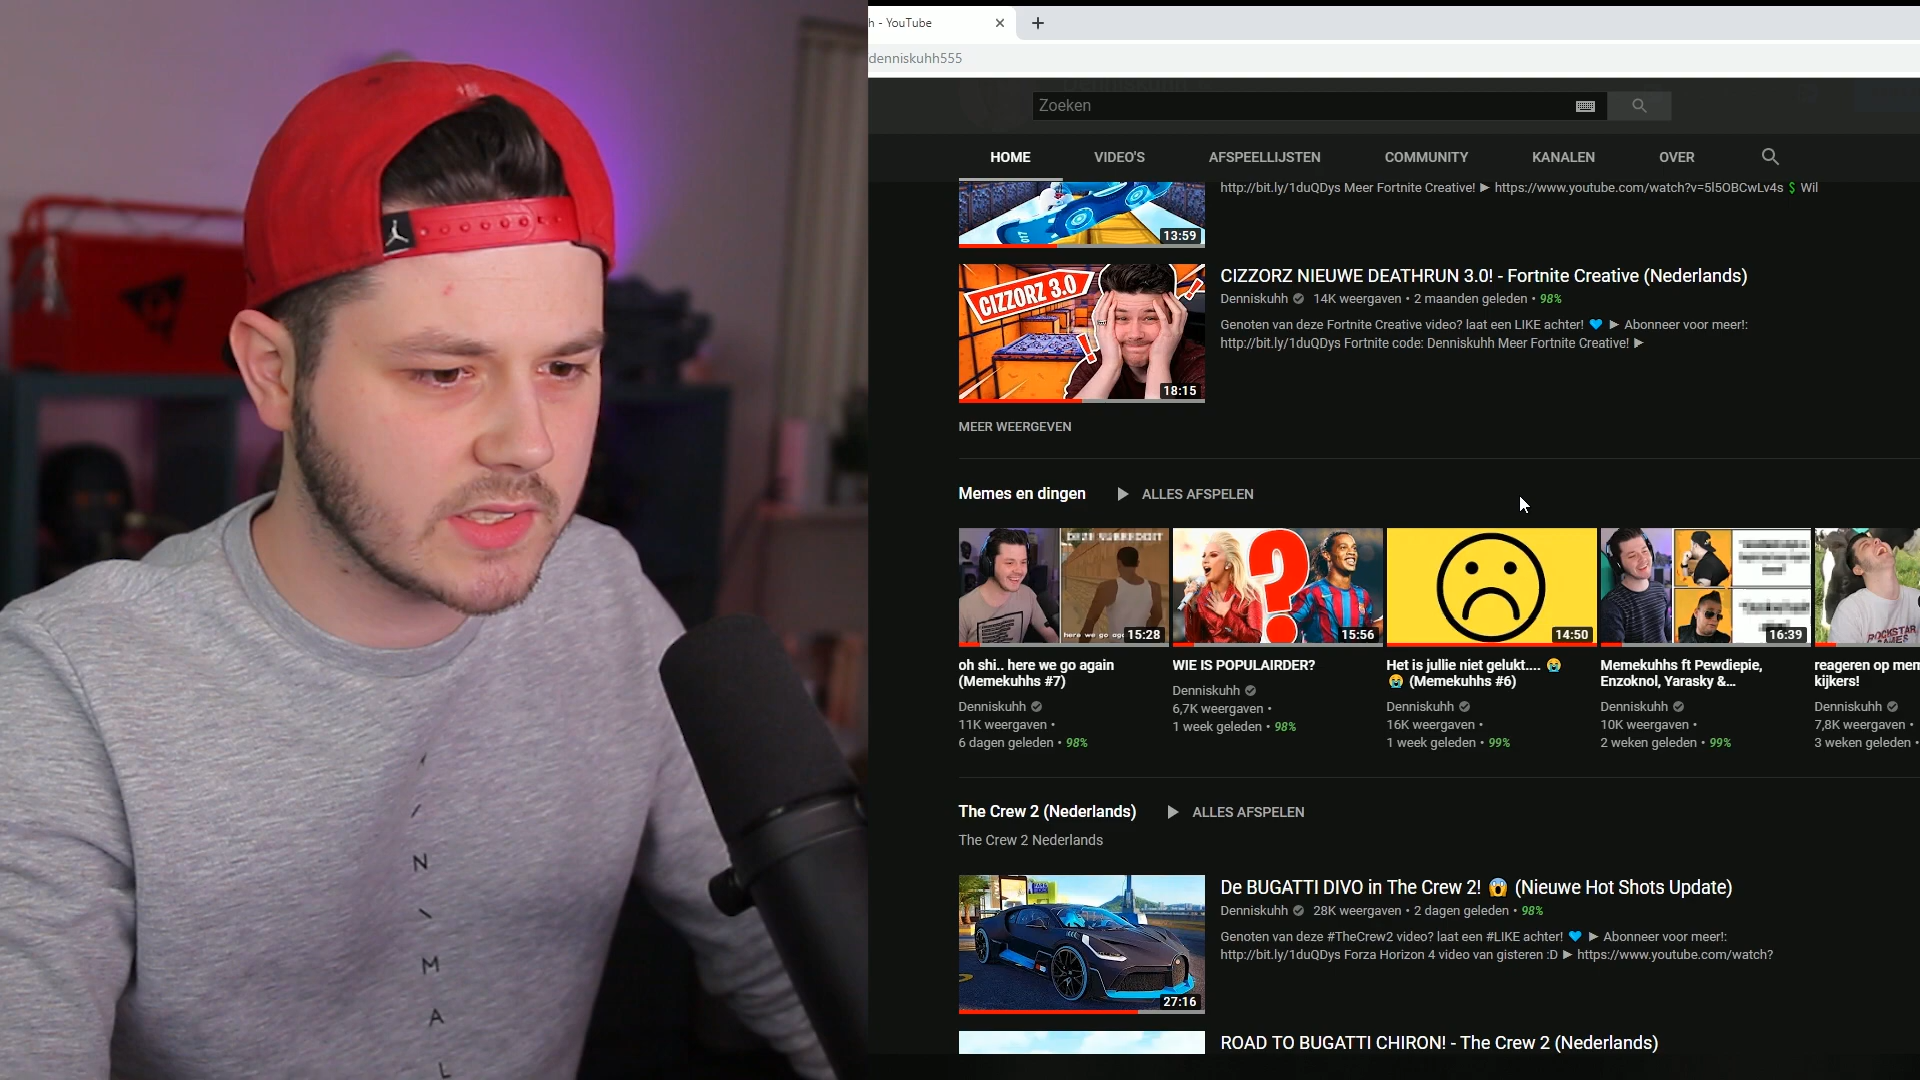 h - YouTube
denniskuhh555
Zoeken
HOME
VIDEO'S
AFSPEELLIJSTEN
COMMUNITY
KANALEN
OVER
http://bit.ly/1duQDys Meer Fortnite Creative! ► https://www.youtube.com/watch?v=5l5OBCwLv4s $ Wil
13:59
CIZZORZ 3.0
18:15
CIZZORZ NIEUWE DEATHRUN 3.0! - Fortnite Creative (Nederlands)
Denniskuhh 14K weergaven • 2 maanden geleden • 98%
Genoten van deze Fortnite Creative video? laat een LIKE achter! 💙 ► Abonneer voor meer!:
http://bit.ly/1duQDys Fortnite code: Denniskuhh Meer Fortnite Creative! ►
MEER WEERGEVEN
Memes en dingen
ALLES AFSPELEN
here we go aga
15:28
oh shi.. here we go again
(Memekuhhs #7)
Denniskuhh
11K weergaven •
6 dagen geleden • 98%
?
15:56
WIE IS POPULAIRDER?
Denniskuhh
6,7K weergaven •
1 week geleden • 98%
14:50
Het is jullie niet gelukt.... 😭
😭 (Memekuhhs #6)
Denniskuhh
16K weergaven •
1 week geleden • 99%
16:39
Memekuhhs ft Pewdiepie,
Enzoknol, Yarasky &...
Denniskuhh
10K weergaven •
2 weken geleden • 99%
ROCKSTAR
GAMES
reageren op mem
kijkers!
Denniskuhh
7,8K weergaven •
3 weken geleden •
The Crew 2 (Nederlands)
ALLES AFSPELEN
The Crew 2 Nederlands
27:16
De BUGATTI DIVO in The Crew 2! 😱 (Nieuwe Hot Shots Update)
Denniskuhh 28K weergaven • 2 dagen geleden • 98%
Genoten van deze #TheCrew2 video? laat een #LIKE achter! 💙 ► Abonneer voor meer!:
http://bit.ly/1duQDys Forza Horizon 4 video van gisteren :D ► https://www.youtube.com/watch?
ROAD TO BUGATTI CHIRON! - The Crew 2 (Nederlands)
N
M
A
L